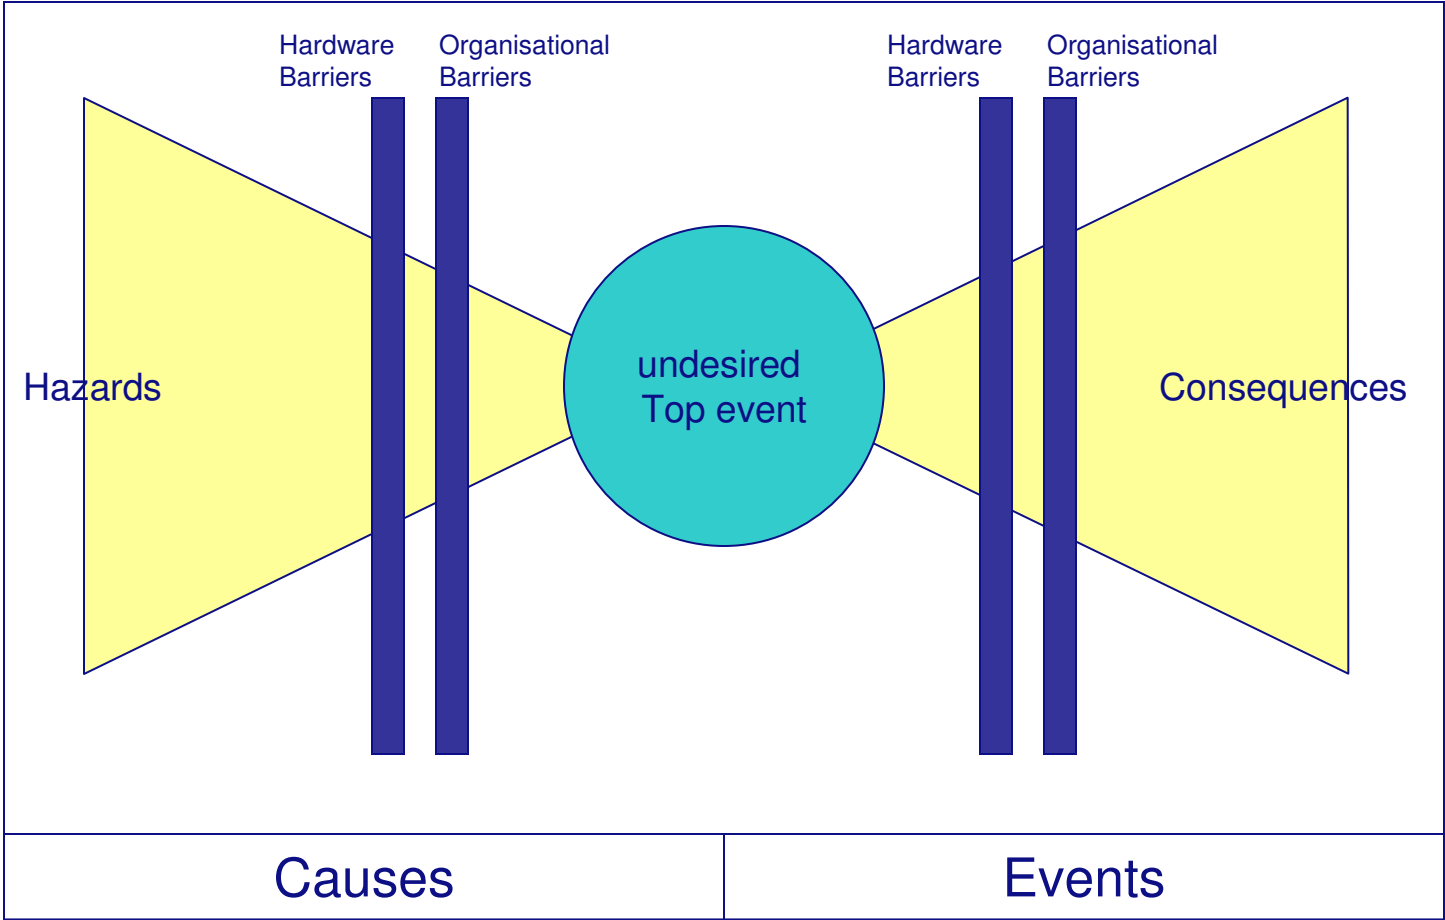 Hardware
Barriers
Organisational
Barriers
Hardware
Barriers
Organisational
Barriers
Hazards
undesired
Top event
Consequences
Causes
Events